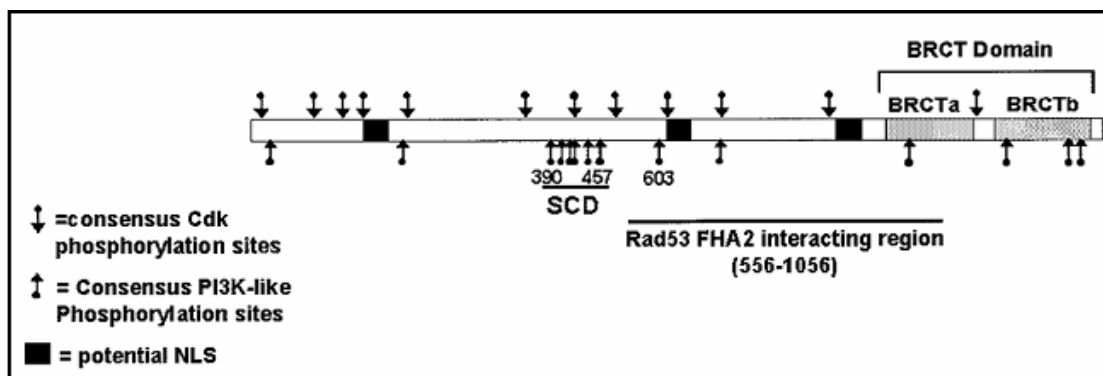 BRCT Domain
BRCTa BRCTb
390 457 603
SCD
Rad53 FHA2 interacting region
(556-1056)
=consensus Cdk
phosphorylation sites
= Consensus PI3K-like
Phosphorylation sites
= potential NLS